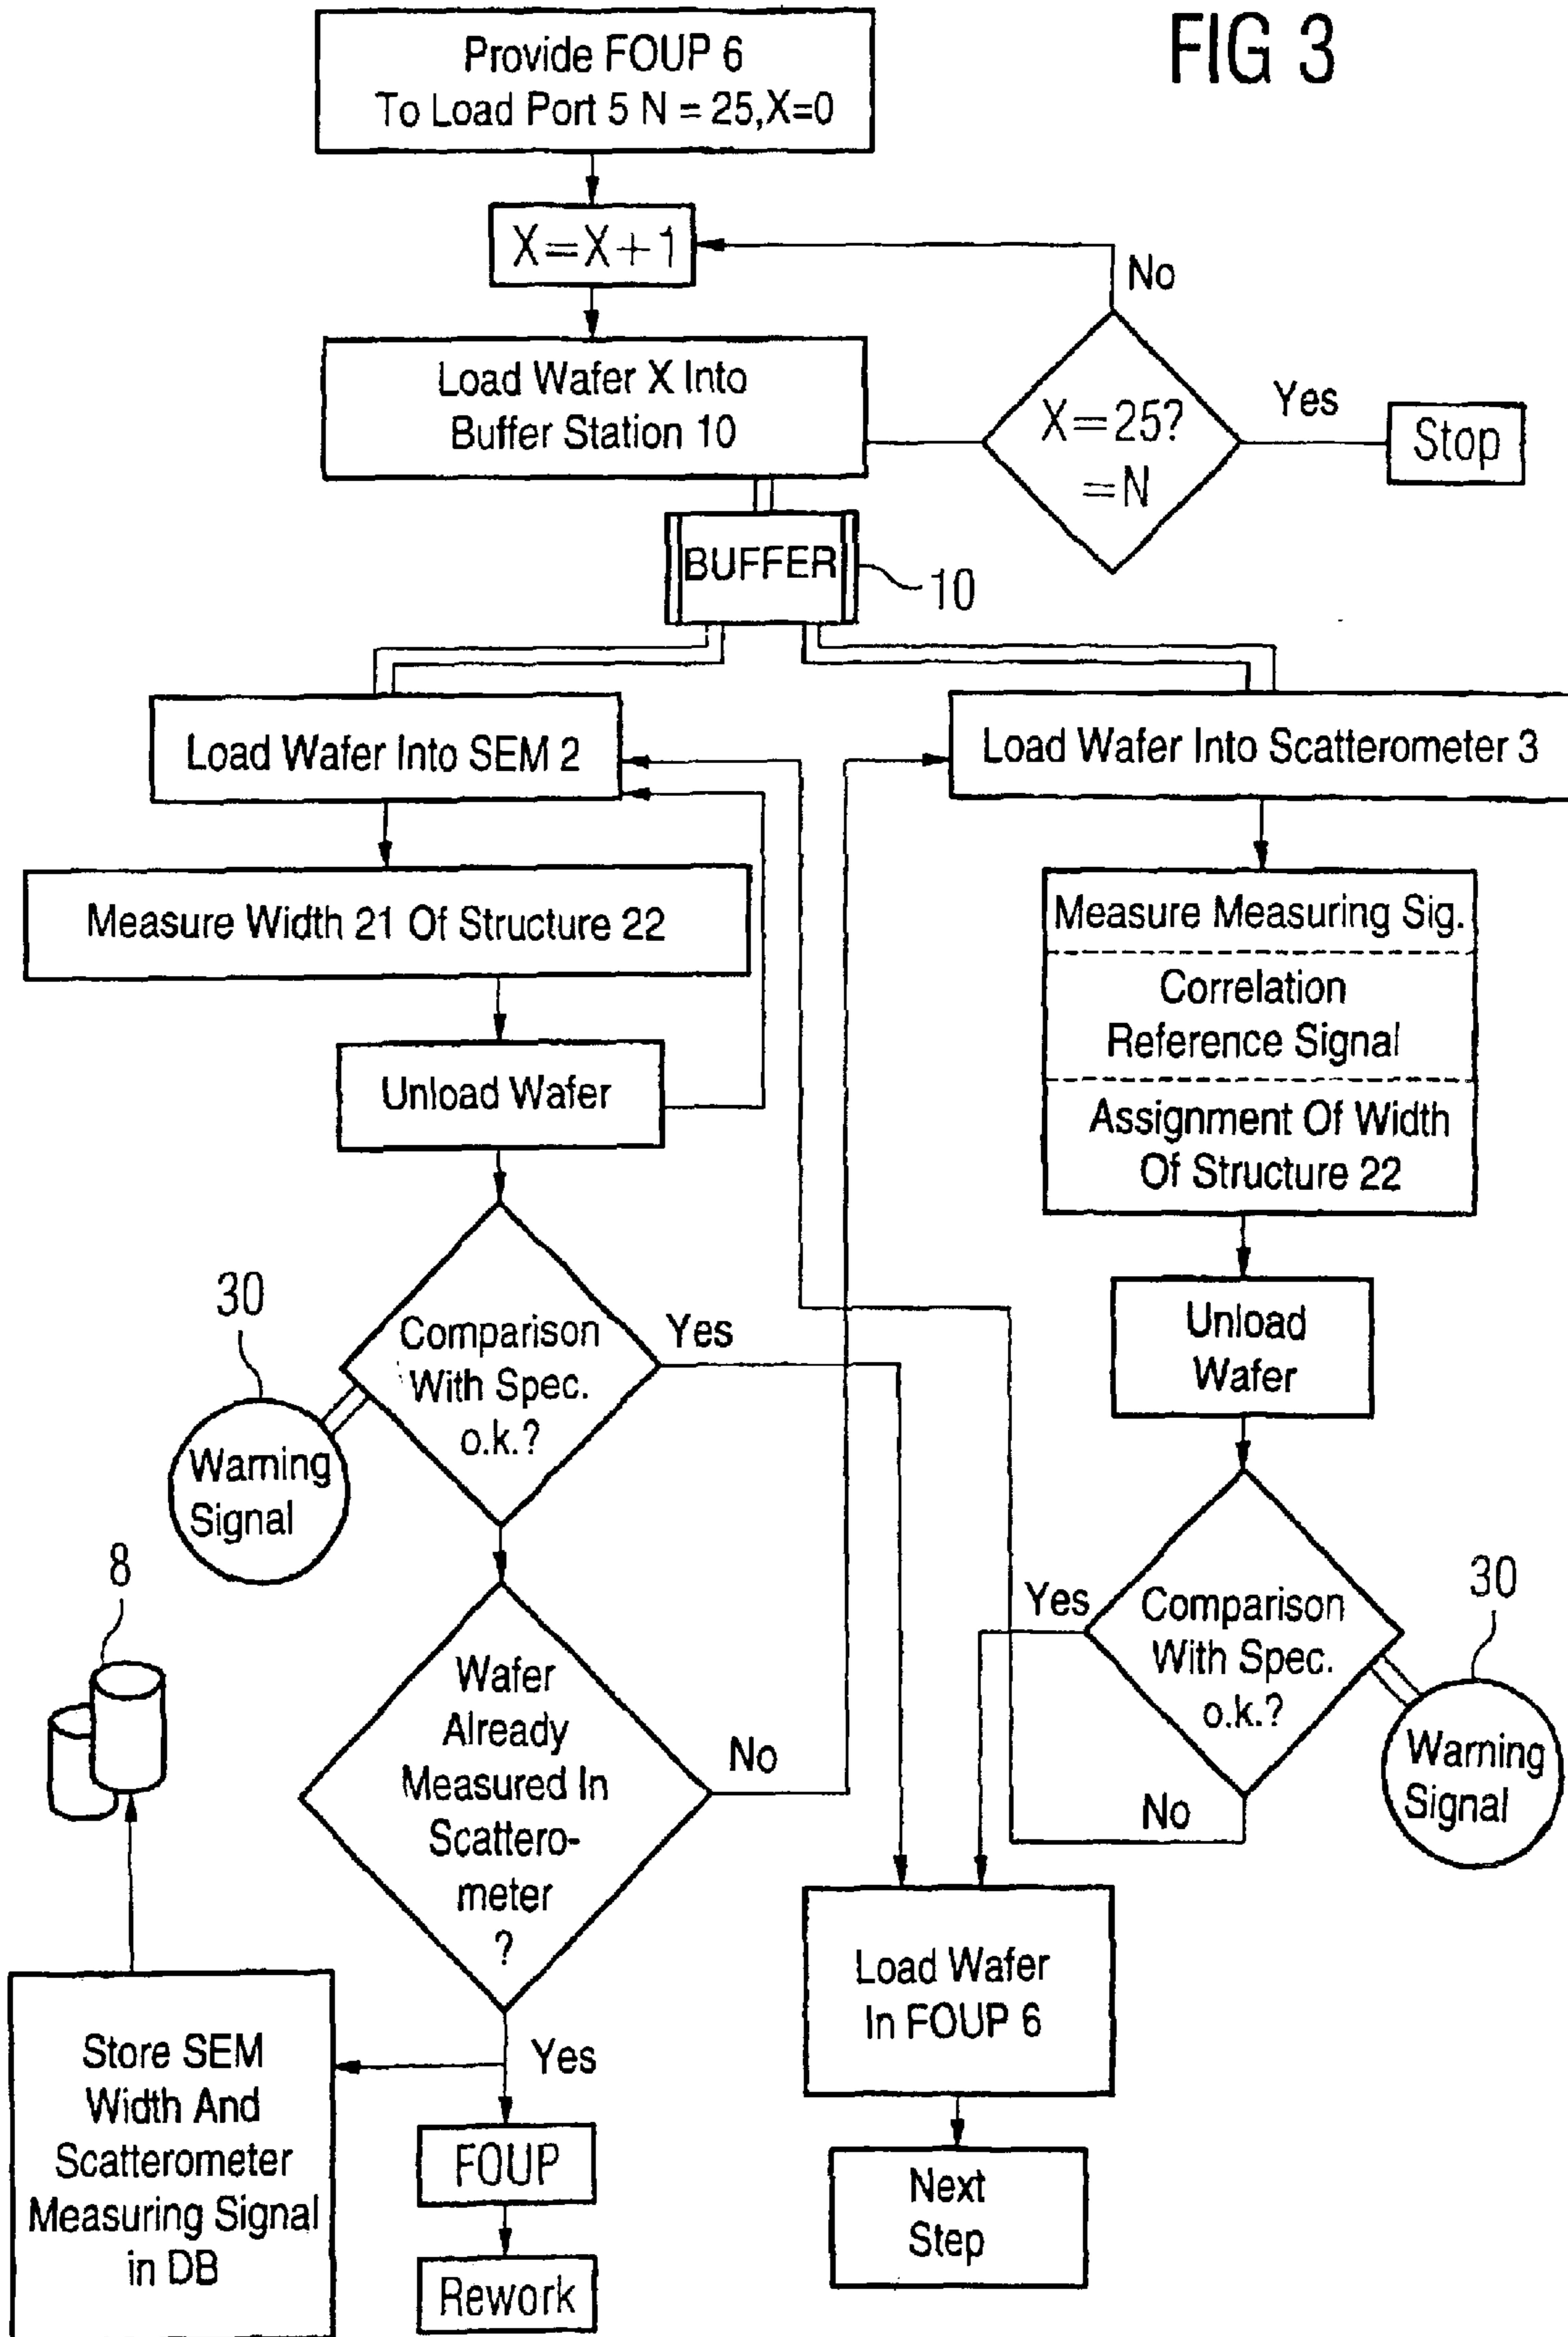 FIG 3
Provide FOUP 6
To Load Port 5 N = 25,X=0
X=X+1
No
Load Wafer X Into
Buffer Station 10
X=25?
=N
Yes
Stop
BUFFER
10
Load Wafer Into SEM 2
Load Wafer Into Scatterometer 3
Measure Width 21 Of Structure 22
Measure Measuring Sig.
Correlation
Reference Signal
Assignment Of Width
Of Structure 22
Unload Wafer
Unload
Wafer
30
Comparison
With Spec.
o.k.?
Yes
Warning
Signal
8
Wafer
Already
Measured In
Scattero-
meter
?
No
Yes
Comparison
With Spec.
o.k.?
30
Warning
Signal
No
Load Wafer
In FOUP 6
Store SEM
Width And
Scatterometer
Measuring Signal
in DB
Yes
FOUP
Rework
Next
Step